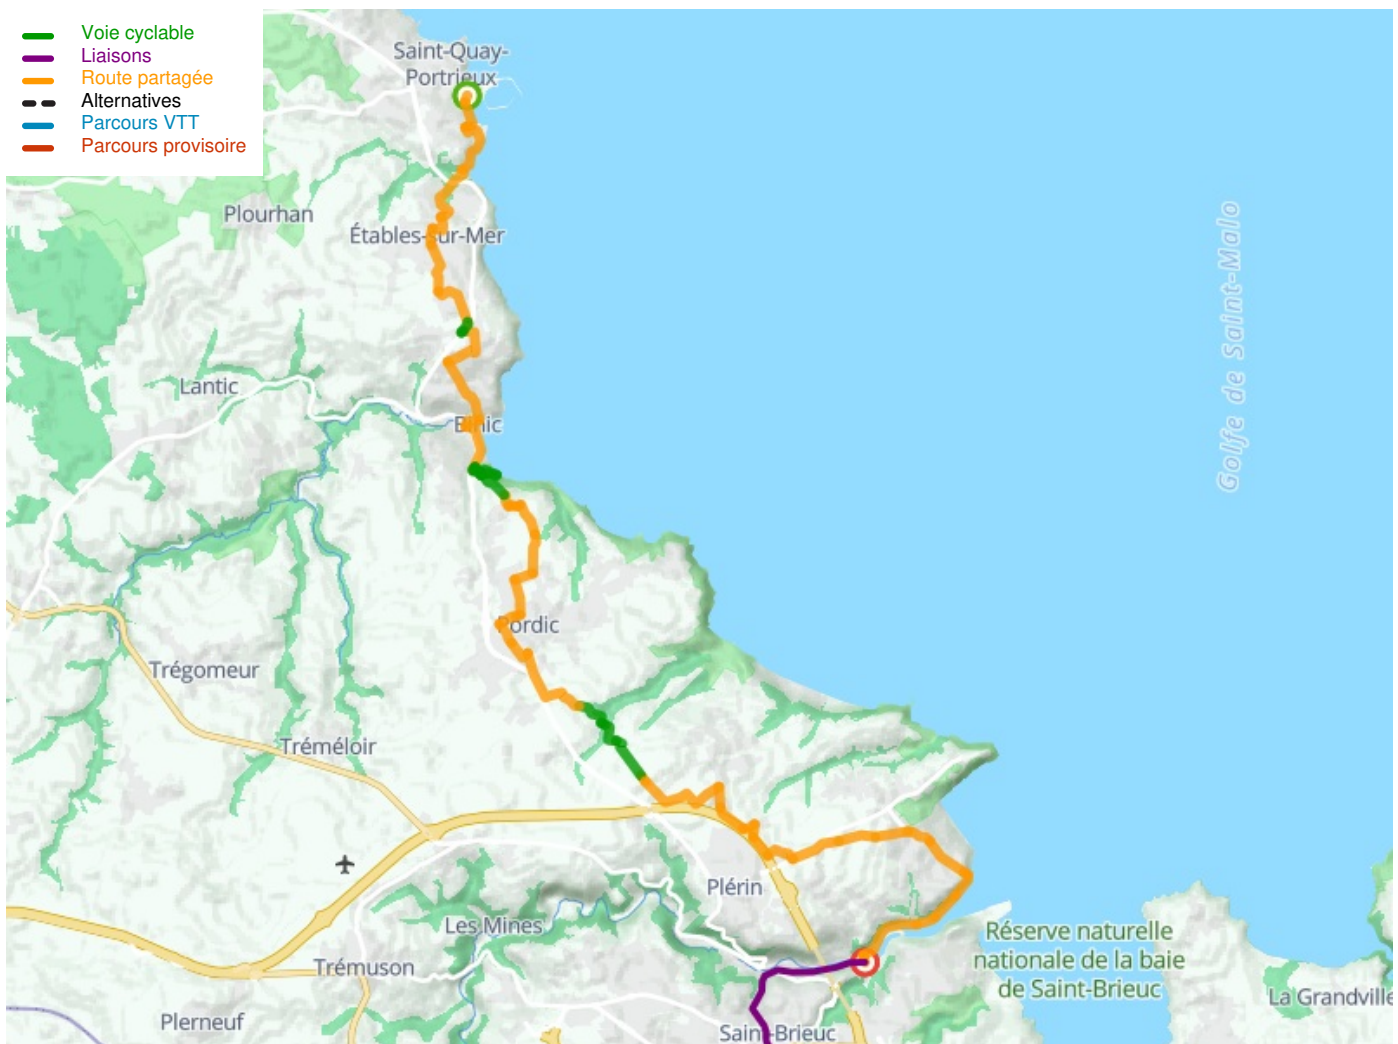 Voie cyclable
Liaisons
Route partagée
Alternatives
Parcours VTT
Parcours provisoire
Saint-Quay-
Portrieux
Plourhan
Étables-sur-Mer
Golfe de Saint-Malo
Lantic
Binic
Pordic
Trégomeur
Tréméloir
Plérin
Les Mines
Réserve naturelle
nationale de la baie
de Saint-Brieuc
Trémuson
La Grandville
Plerneuf
Saint-Brieuc